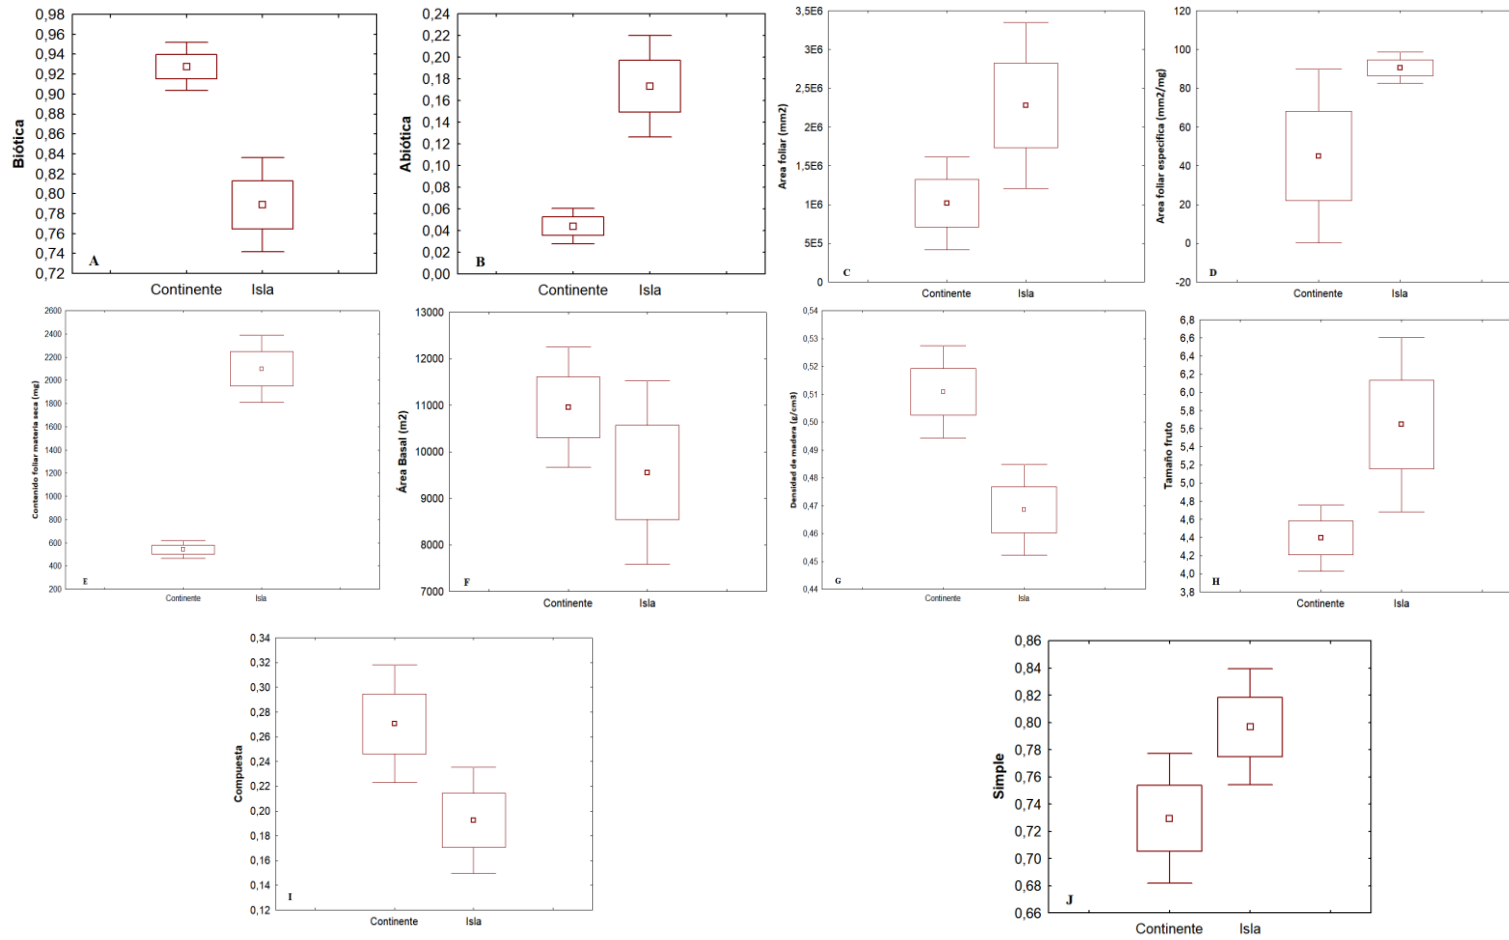 Biótica
0,98
0,96
0,94
0,92
0,90
0,88
0,86
0,84
0,82
0,80
0,78
0,76
0,74
0,72
A
Continente Isla
Abiótica
0,24
0,22
0,20
0,18
0,16
0,14
0,12
0,10
0,08
0,06
0,04
0,02
0,00
B
Continente Isla
Area foliar (mm2)
3,5E6
3E6
2,5E6
2E6
1,5E6
1E6
5E5
0
C
Continente Isla
Area foliar específica (mm2/mg)
120
100
80
60
40
20
0
-20
D
Continente Isla
Contenido foliar materia seca (mg)
2600
2400
2200
2000
1800
1600
1400
1200
1000
800
600
400
200
E
Continente Isla
Área Basal (m2)
13000
12000
11000
10000
9000
8000
7000
F
Continente Isla
Densidad de madera (g/cm3)
0,54
0,53
0,52
0,51
0,50
0,49
0,48
0,47
0,46
0,45
0,44
G
Continente Isla
Tamaño fruto
6,8
6,6
6,4
6,2
6,0
5,8
5,6
5,4
5,2
5,0
4,8
4,6
4,4
4,2
4,0
3,8
H
Continente Isla
Compuesta
0,34
0,32
0,30
0,28
0,26
0,24
0,22
0,20
0,18
0,16
0,14
0,12
I
Continente Isla
Simple
0,86
0,84
0,82
0,80
0,78
0,76
0,74
0,72
0,70
0,68
0,66
J
Continente Isla